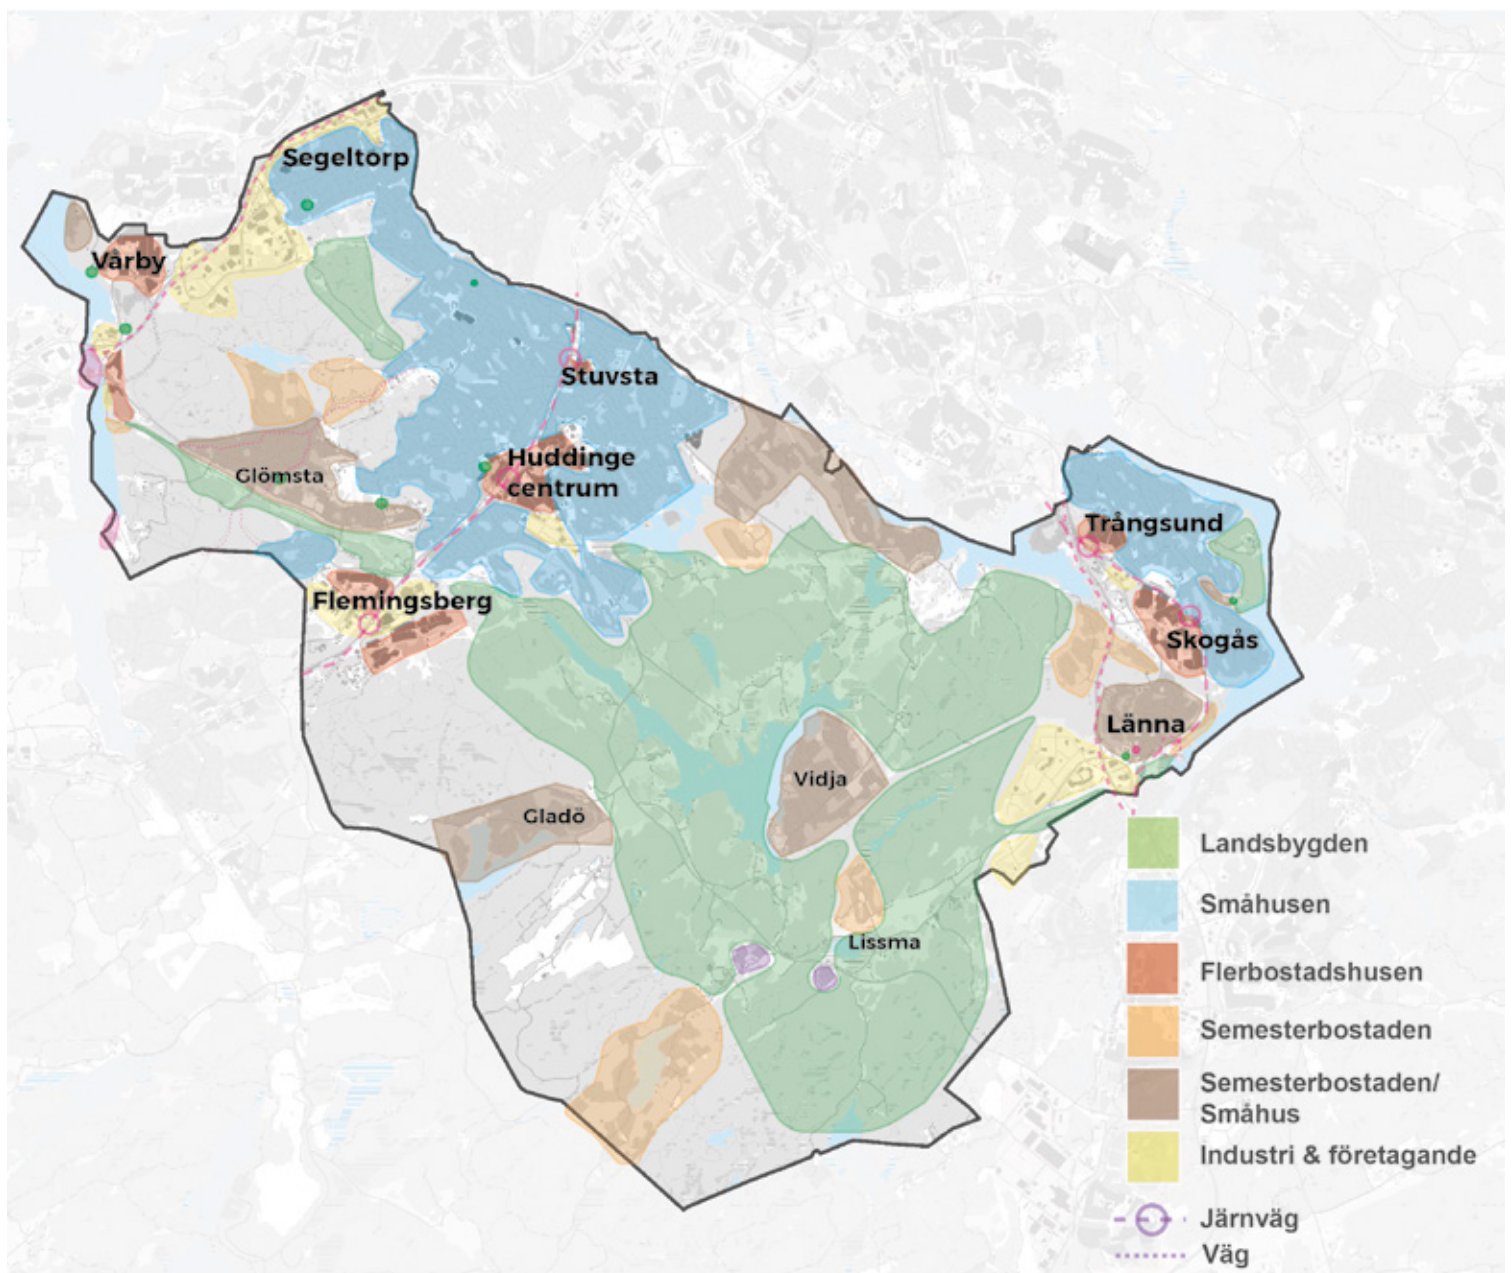 Segeltorp
Vårby
Stuvsta
Huddinge
centrum
Glömsta
Trångsund
Flemingsberg
Skogås
Länna
Vidja
Gladö
Lissma
Landsbygden
Småhusen
Flerbostadshusen
Semesterbostaden
Semesterbostaden/
Småhus
Industri & företagande
Järnväg
Väg